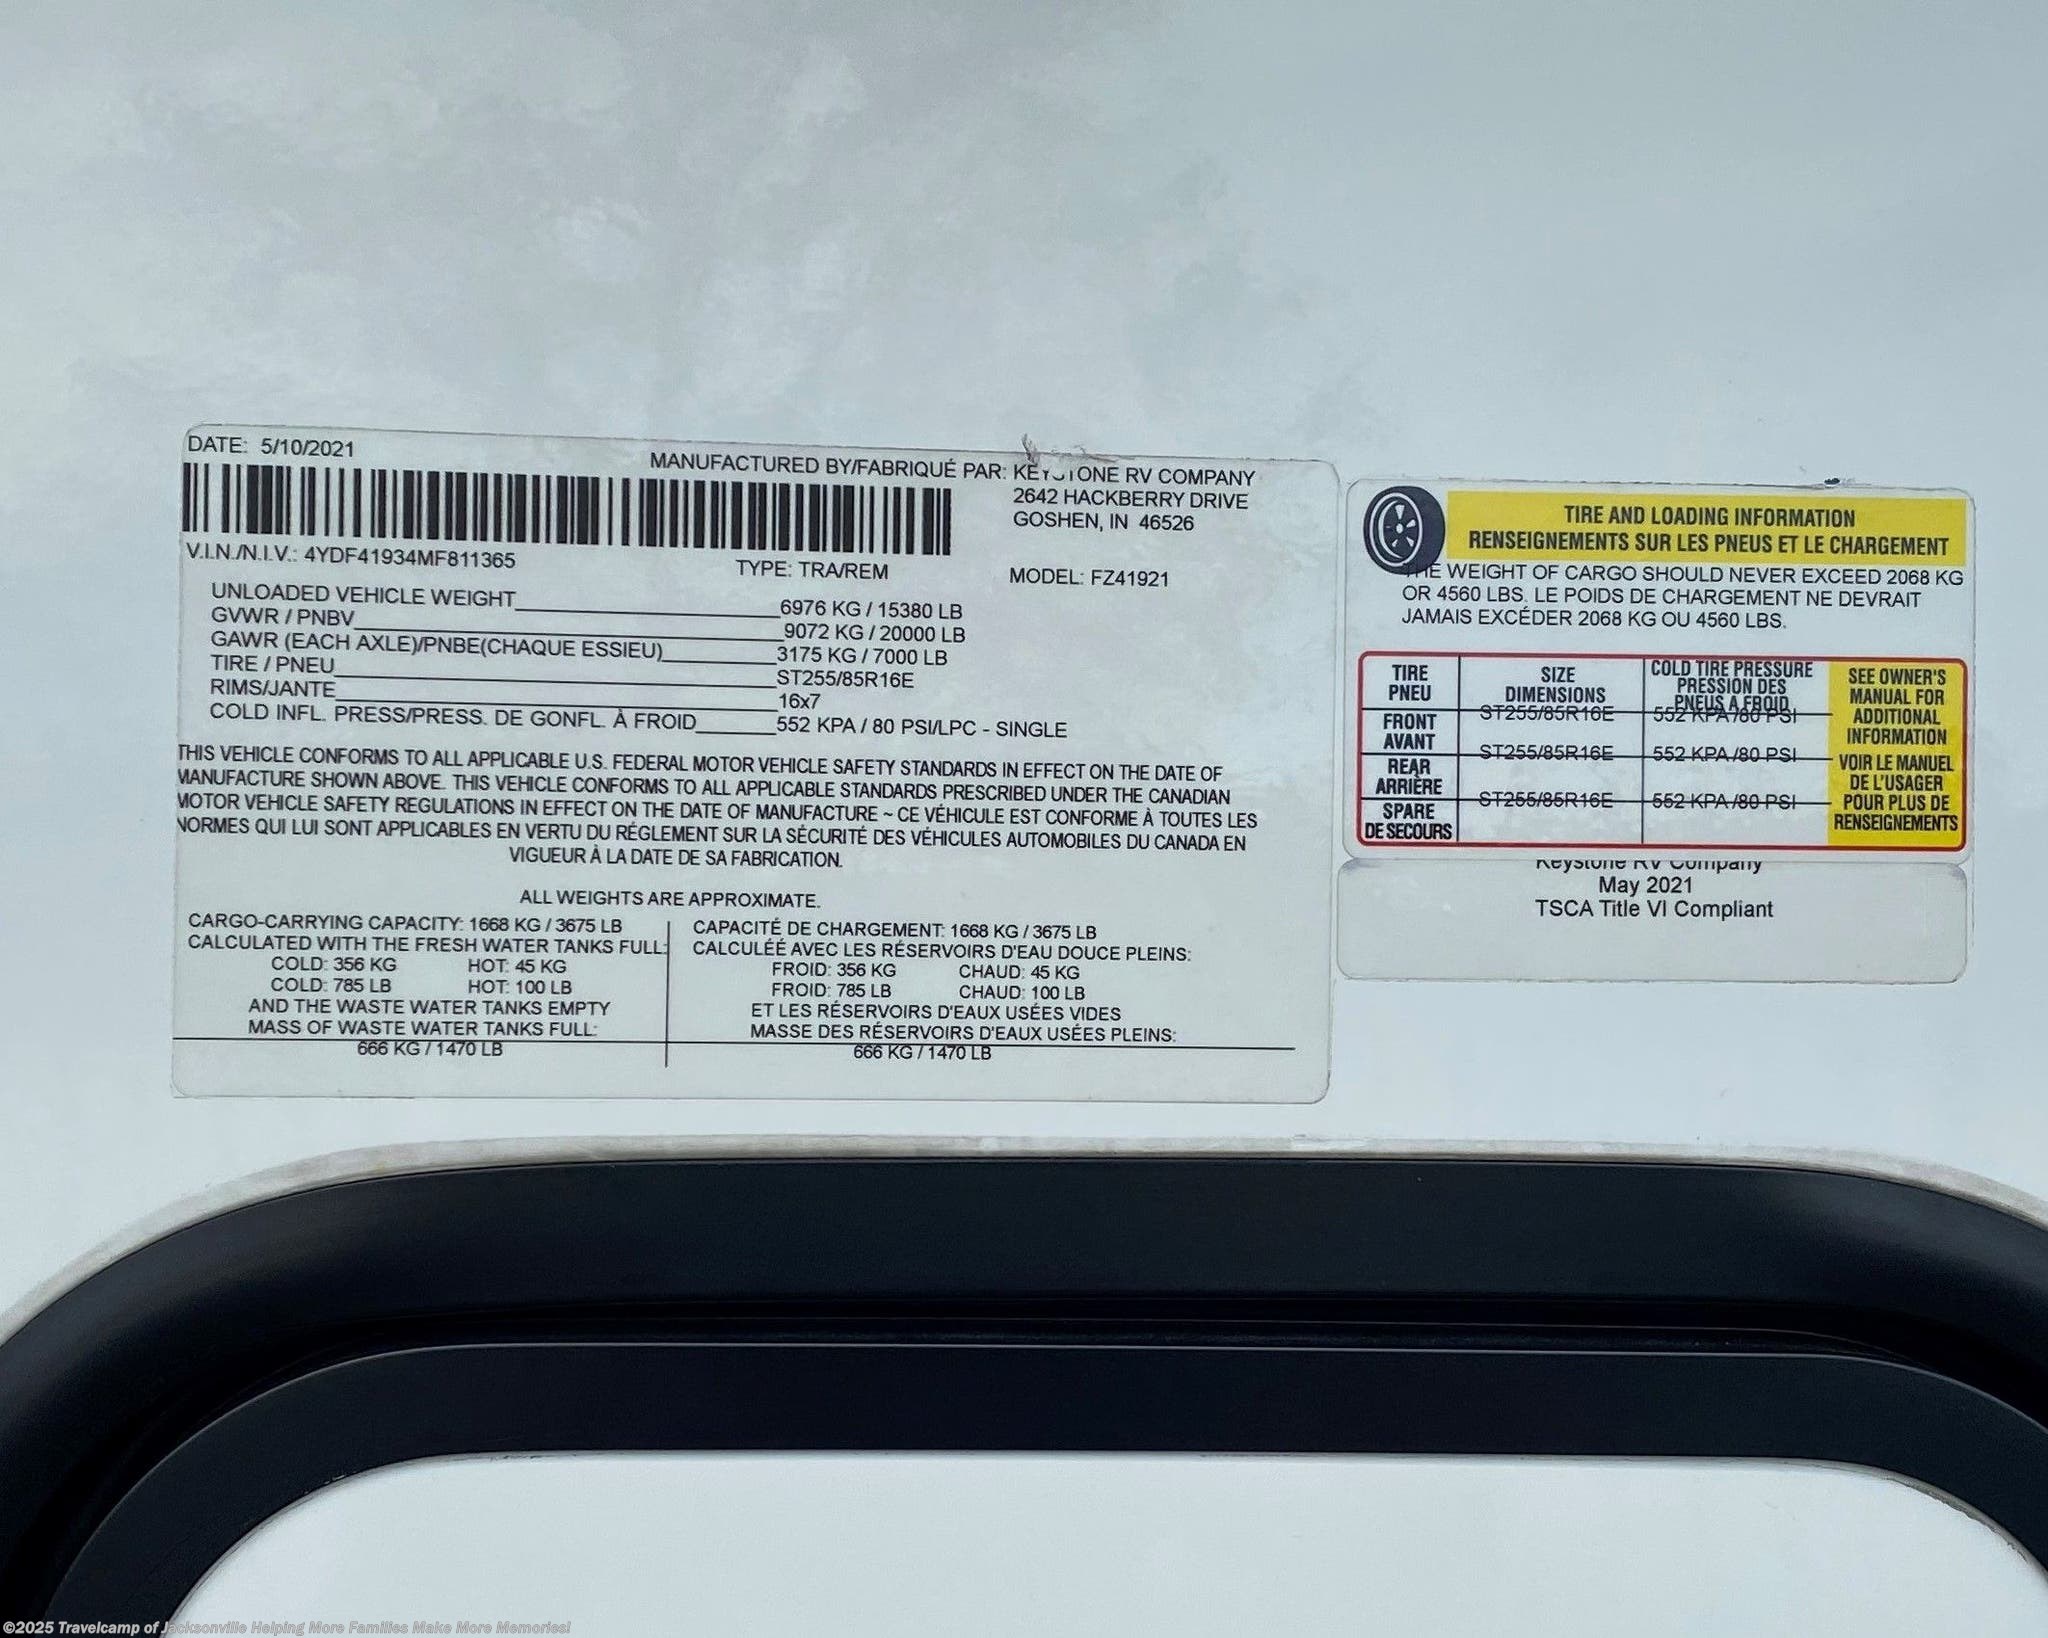 DATE: 5/10/2021
MANUFACTURED BY/FABRIQUÉ PAR: KEYSTONE RV COMPANY
2642 HACKBERRY DRIVE
GOSHEN, IN 46526
V.I.N./N.I.V.: 4YDF41934MF811365
TYPE: TRA/REM
MODEL: FZ41921
UNLOADED VEHICLE WEIGHT 6976 KG / 15380 LB
GVWR / PNBV 9072 KG / 20000 LB
GAWR (EACH AXLE)/PNBE(CHAQUE ESSIEU) 3175 KG / 7000 LB
TIRE / PNEU ST255/85R16E
RIMS/JANTE 16x7
COLD INFL. PRESS/PRESS. DE GONFL. À FROID 552 KPA / 80 PSI/LPC - SINGLE
THIS VEHICLE CONFORMS TO ALL APPLICABLE U.S. FEDERAL MOTOR VEHICLE SAFETY STANDARDS IN EFFECT ON THE DATE OF
MANUFACTURE SHOWN ABOVE. THIS VEHICLE CONFORMS TO ALL APPLICABLE STANDARDS PRESCRIBED UNDER THE CANADIAN
MOTOR VEHICLE SAFETY REGULATIONS IN EFFECT ON THE DATE OF MANUFACTURE ~ CE VÉHICULE EST CONFORME À TOUTES LES
NORMES QUI LUI SONT APPLICABLES EN VERTU DU RÉGLEMENT SUR LA SÉCURITÉ DES VÉHICULES AUTOMOBILES DU CANADA EN
VIGUEUR À LA DATE DE SA FABRICATION.
ALL WEIGHTS ARE APPROXIMATE.
CARGO-CARRYING CAPACITY: 1668 KG / 3675 LB
CALCULATED WITH THE FRESH WATER TANKS FULL:
COLD: 356 KG HOT: 45 KG
COLD: 785 LB HOT: 100 LB
AND THE WASTE WATER TANKS EMPTY
MASS OF WASTE WATER TANKS FULL:
666 KG / 1470 LB
CAPACITÉ DE CHARGEMENT: 1668 KG / 3675 LB
CALCULÉÉ AVEC LES RÉSERVOIRS D'EAU DOUCE PLEINS:
FROID: 356 KG CHAUD: 45 KG
FROID: 785 LB CHAUD: 100 LB
ET LES RÉSERVOIRS D'EAUX USÉES VIDES
MASSE DES RÉSERVOIRS D'EAUX USÉES PLEINS:
666 KG / 1470 LB
TIRE AND LOADING INFORMATION
RENSEIGNEMENTS SUR LES PNEUS ET LE CHARGEMENT
THE WEIGHT OF CARGO SHOULD NEVER EXCEED 2068 KG
OR 4560 LBS. LE POIDS DE CHARGEMENT NE DEVRAIT
JAMAIS EXCÉDER 2068 KG OU 4560 LBS.
TIRE
PNEU
SIZE
DIMENSIONS
COLD TIRE PRESSURE
PRESSION DES
PNEUS A FROID
FRONT
AVANT
ST255/85R16E
552 KPA /80 PSI
REAR
ARRIÈRE
ST255/85R16E
552 KPA /80 PSI
SPARE
DE SECOURS
ST255/85R16E
552 KPA /80 PSI
SEE OWNER'S
MANUAL FOR
ADDITIONAL
INFORMATION
VOIR LE MANUEL
DE L'USAGER
POUR PLUS DE
RENSEIGNEMENTS
Keystone RV Company
May 2021
TSCA Title VI Compliant
©2025 Travelcamp of Jacksonville Helping More Families Make More Memories!